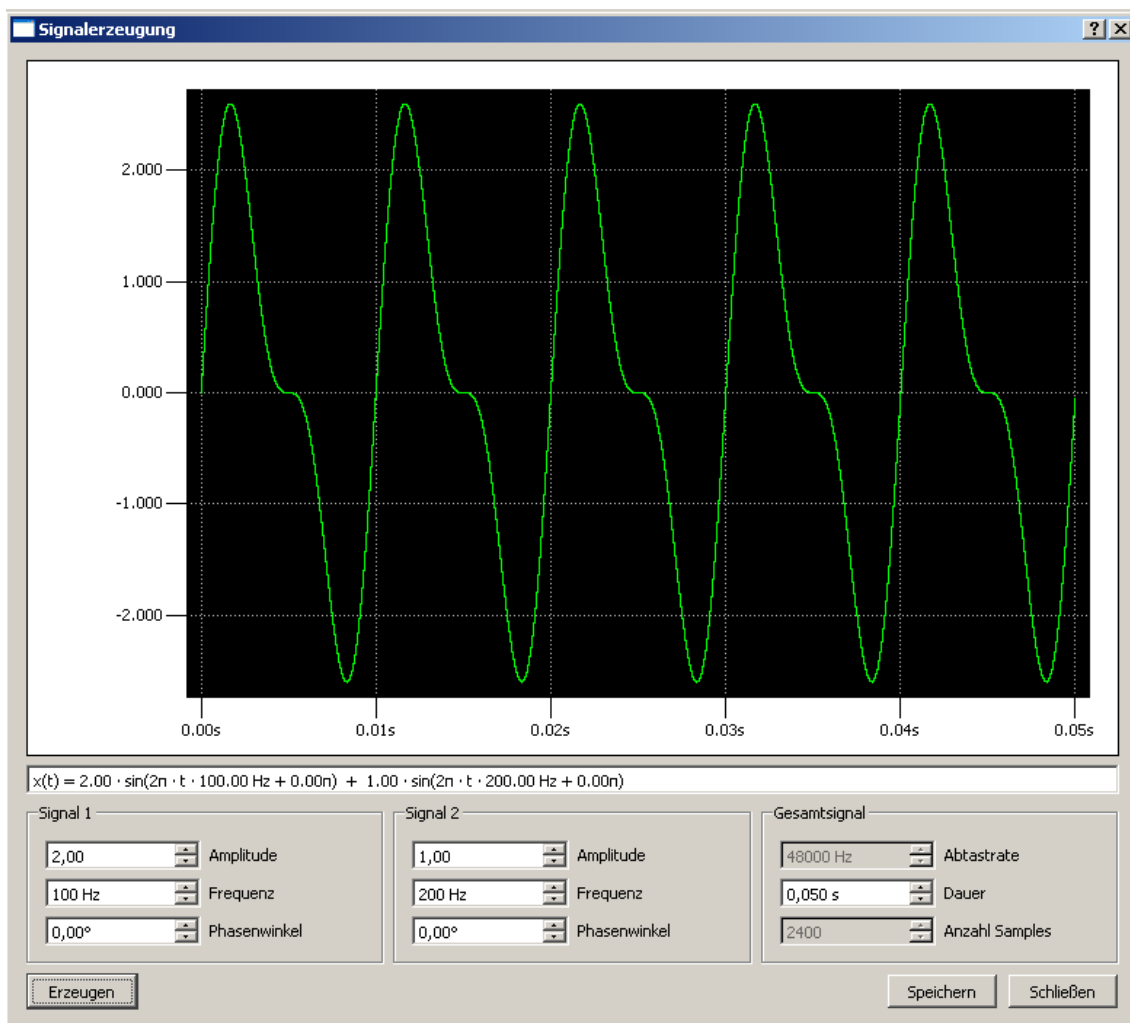 Signalerzeugung
2.000
1.000
0.000
-1.000
-2.000
0.00s 0.01s 0.02s 0.03s 0.04s 0.05s
x(t) = 2.00 · sin(2π · t · 100.00 Hz + 0.00π) + 1.00 · sin(2π · t · 200.00 Hz + 0.00π)
Signal 1
2,00 Amplitude
100 Hz Frequenz
0,00° Phasenwinkel
Signal 2
1,00 Amplitude
200 Hz Frequenz
0,00° Phasenwinkel
Gesamtsignal
48000 Hz Abtastrate
0,050 s Dauer
2400 Anzahl Samples
Erzeugen
Speichern
Schließen